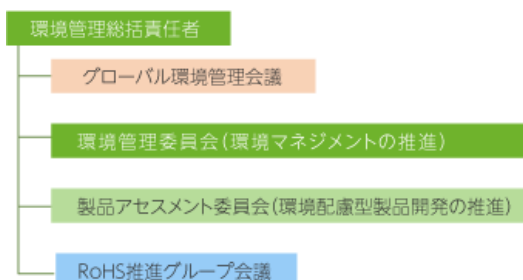 環境管理総括責任者
グローバル環境管理会議
環境管理委員会(環境マネジメントの推進)
製品アセスメント委員会(環境配慮型製品開発の推進)
RoHS推進グループ会議